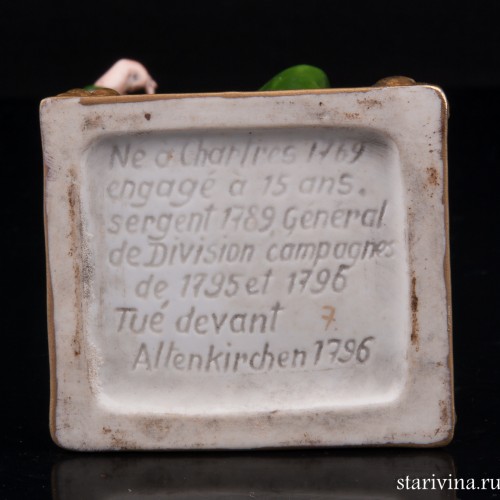 Ne a Chartres 1769
engagé à 15 ans.
sergent 1789, Général
de Division campagnes
de 1795 et 1796
Tué devant 7.
Altenkirchen 1796
starivina.ru